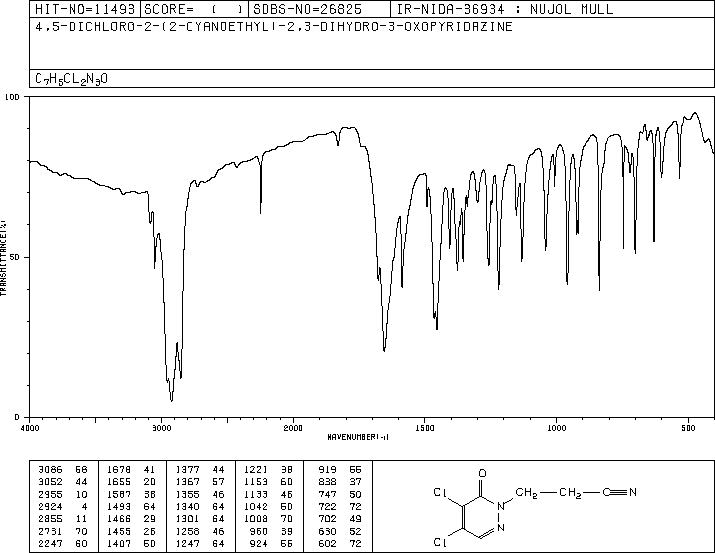 HIT-NO=11493 SCORE= ( ) SDBS-NO=26825 IR-NIDA-36934 : NUJOL MULL
4,5-DICHLORO-2-(2-CYANOETHYL)-2,3-DIHYDRO-3-OXOPYRIDAZINE
C7H5CL2N3O
100
50
0
TRANSMITTANCE(%)
4000 3000 2000 1500 1000 500
WAVENUMBER(-1)
3086 58 1678 41 1377 44 1221 38 919 55
3052 44 1655 20 1367 57 1153 60 838 37
2955 10 1587 38 1355 46 1133 46 747 50
2924 4 1493 64 1340 64 1042 50 722 72
2855 11 1466 29 1301 64 1008 70 702 49
2731 70 1455 26 1258 46 960 39 630 52
2247 60 1407 50 1247 64 924 55 602 72
O
Cl N-CH2-CH2-C≡N
Cl N